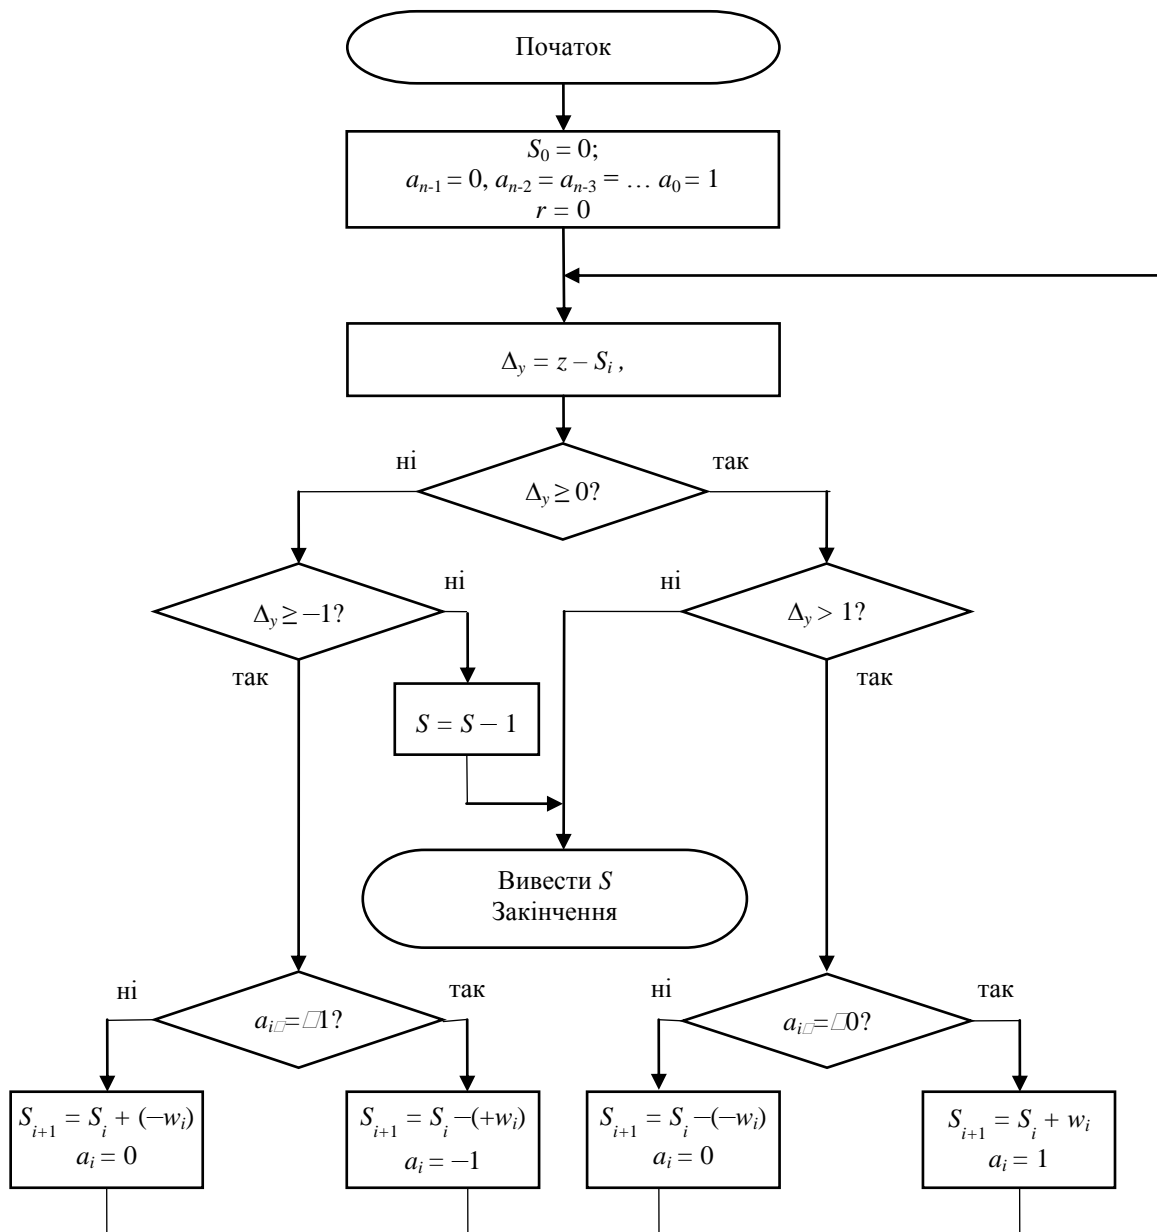 Початок
S₀ = 0;
aₙ₋₁ = 0, aₙ₋₂ = aₙ₋₃ = … a₀ = 1
r = 0
Δy = z – Sᵢ ,
ні
так
Δy ≥ 0?
ні
ні
Δy ≥ –1?
Δy > 1?
так
так
S = S – 1
Вивести S
Закінчення
ні
так
ні
так
aᵢ□=□1?
aᵢ□=□0?
Sᵢ₊₁ = Sᵢ + (–wᵢ)
aᵢ = 0
Sᵢ₊₁ = Sᵢ –(+wᵢ)
aᵢ = –1
Sᵢ₊₁ = Sᵢ –(–wᵢ)
aᵢ = 0
Sᵢ₊₁ = Sᵢ + wᵢ
aᵢ = 1